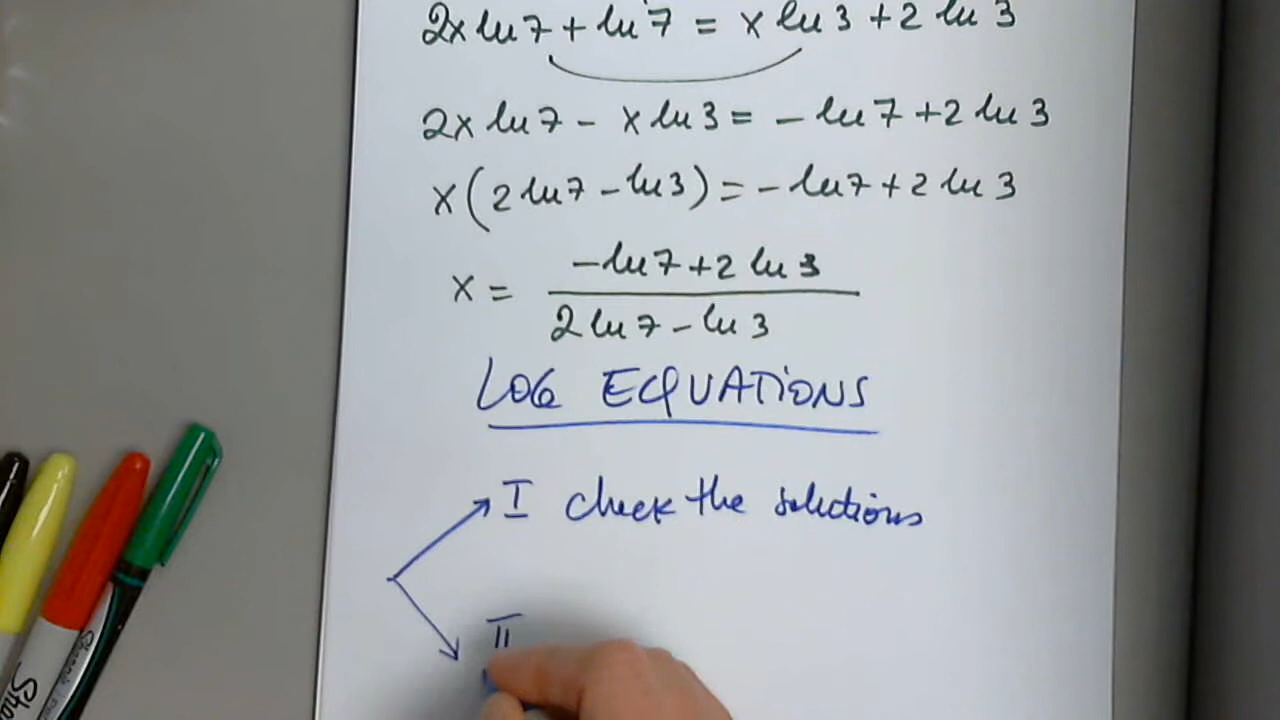 2x ln 7 + ln 7 = x ln 3 + 2 ln 3
2x ln 7 - x ln 3 = - ln 7 + 2 ln 3
x(2 ln 7 - ln 3) = - ln 7 + 2 ln 3
x = (-ln 7 + 2 ln 3) / (2 ln 7 - ln 3)
LOG EQUATIONS
I check the solutions
II
Sha